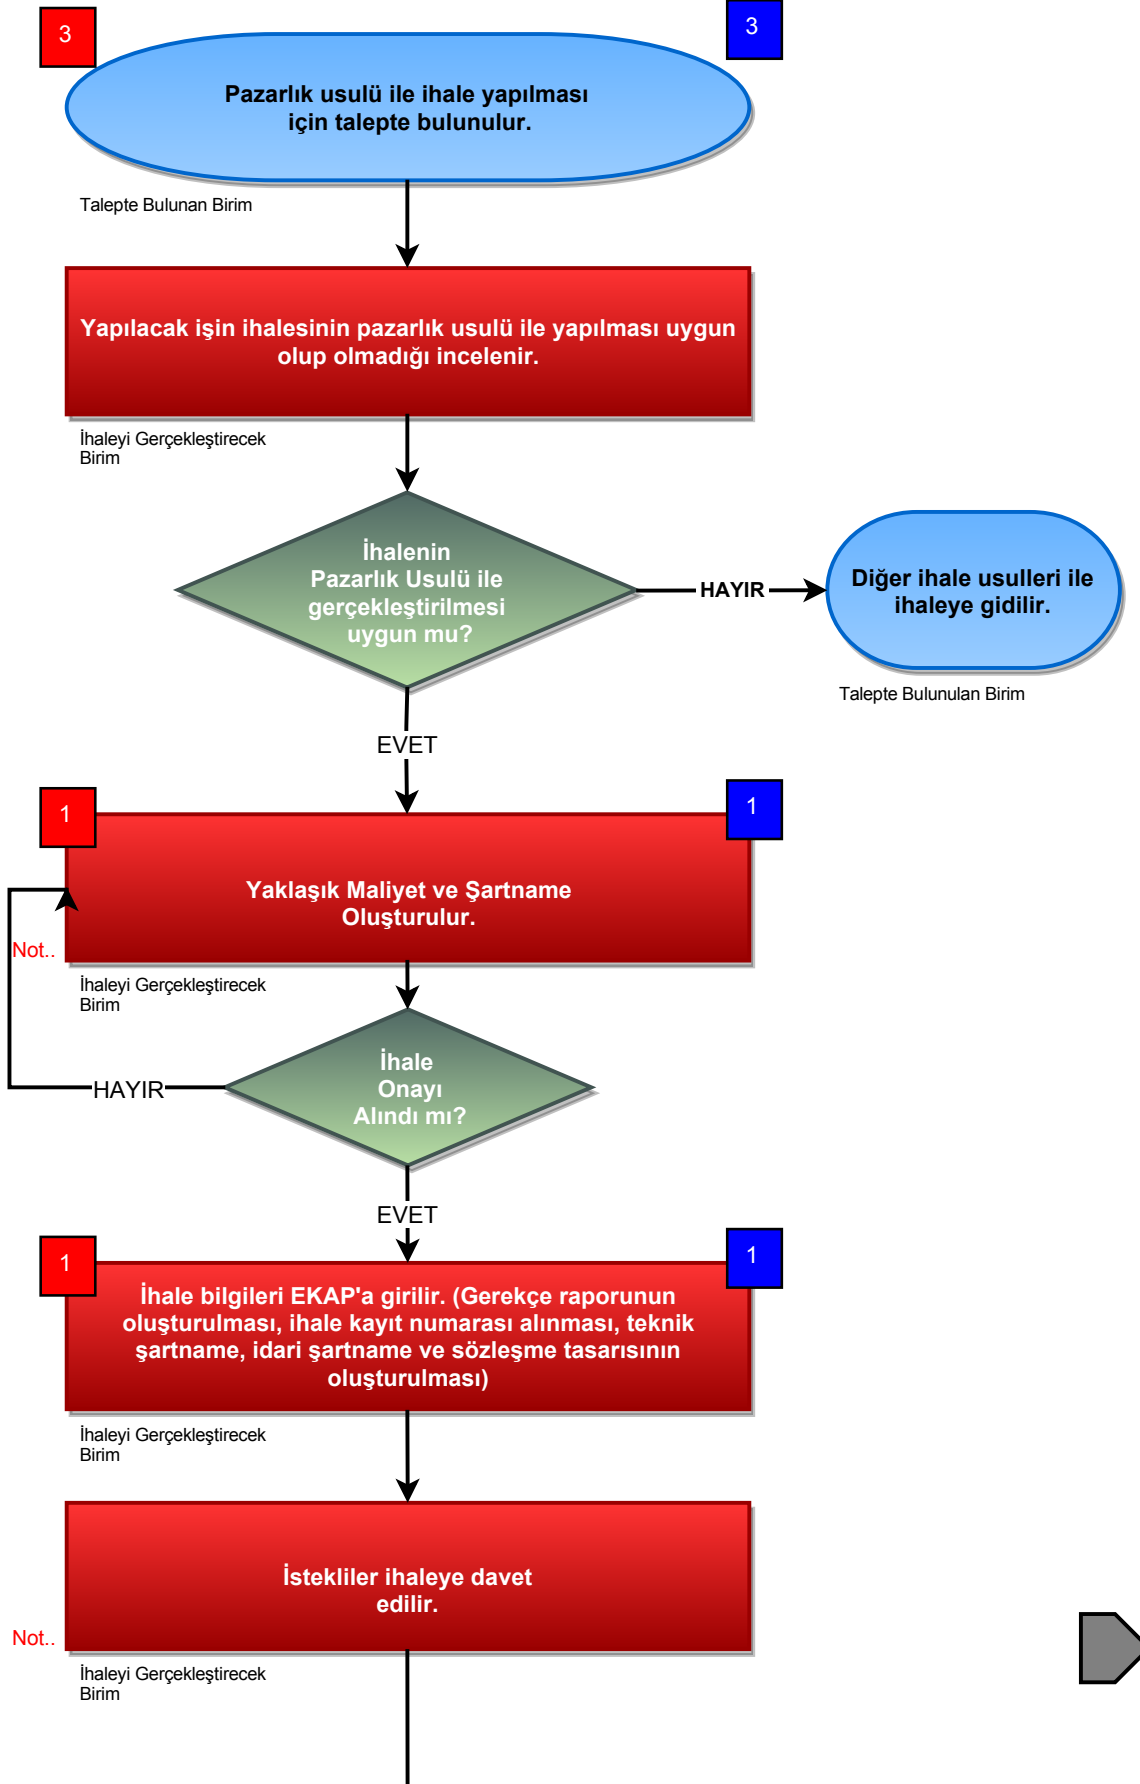 3
3
Pazarlık usulü ile ihale yapılması
için talepte bulunulur.
Talepte Bulunan Birim
Yapılacak işin ihalesinin pazarlık usulü ile yapılması uygun
olup olmadığı incelenir.
İhaleyi Gerçekleştirecek
Birim
İhalenin
Pazarlık Usulü ile
gerçekleştirilmesi
uygun mu?
HAYIR
Diğer ihale usulleri ile
ihaleye gidilir.
Talepte Bulunulan Birim
EVET
1
1
Yaklaşık Maliyet ve Şartname
Oluşturulur.
Not..
İhaleyi Gerçekleştirecek
Birim
İhale
Onayı
Alındı mı?
HAYIR
EVET
1
1
İhale bilgileri EKAP'a girilir. (Gerekçe raporunun
oluşturulması, ihale kayıt numarası alınması, teknik
şartname, idari şartname ve sözleşme tasarısının
oluşturulması)
İhaleyi Gerçekleştirecek
Birim
İstekliler ihaleye davet
edilir.
Not..
İhaleyi Gerçekleştirecek
Birim